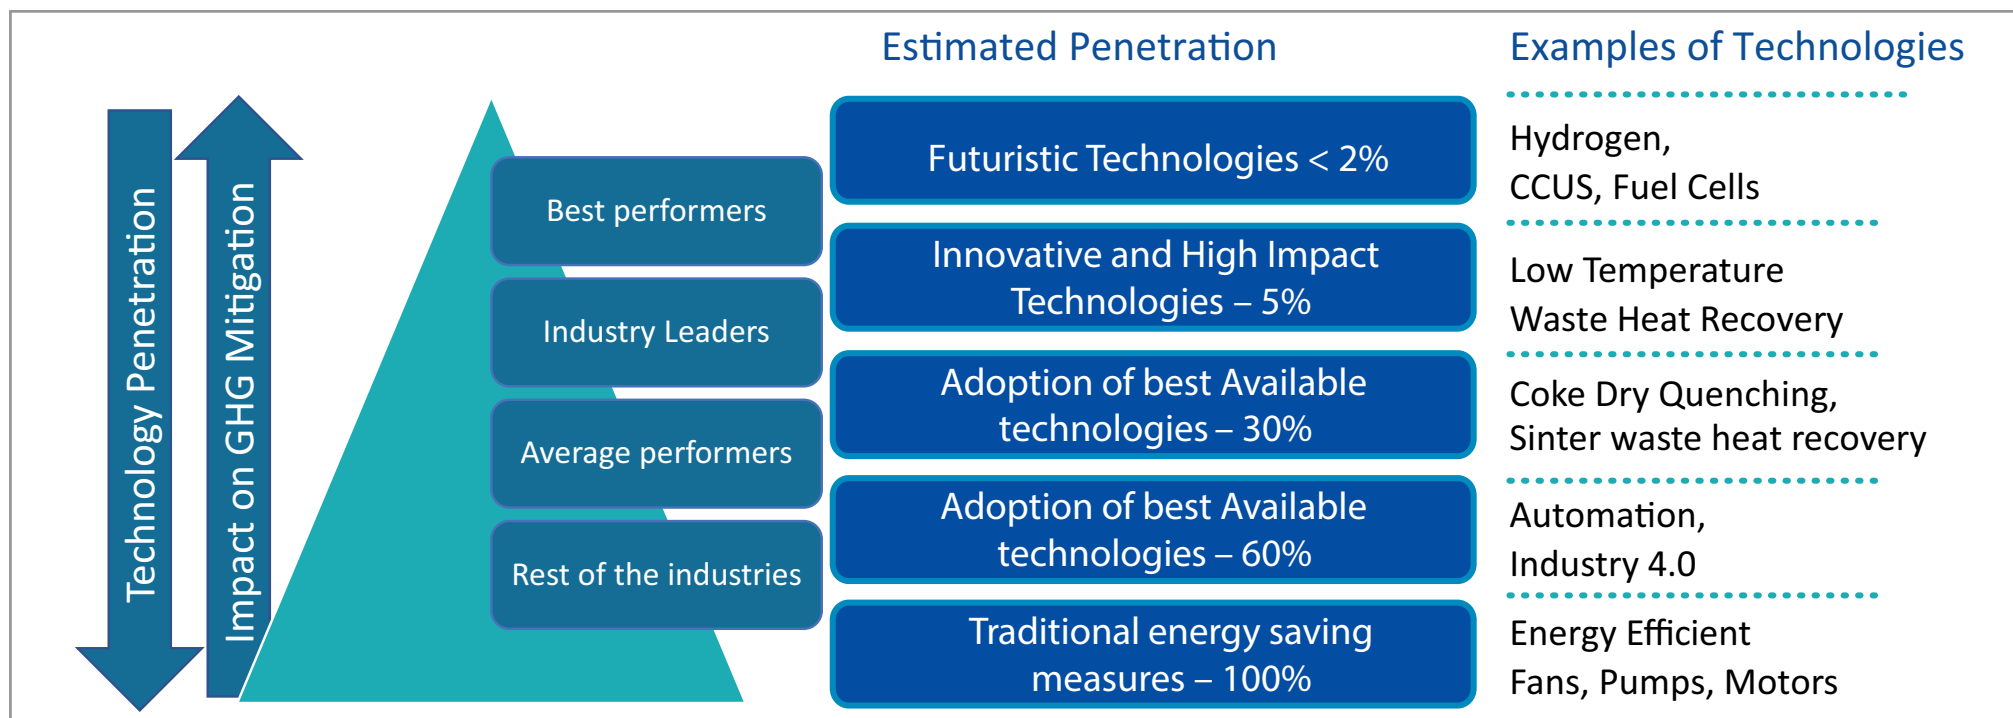 Estimated Penetration
Examples of Technologies
Technology Penetration
Impact on GHG Mitigation
Best performers
Industry Leaders
Average performers
Rest of the industries
Futuristic Technologies < 2%
Hydrogen,
CCUS, Fuel Cells
Innovative and High Impact
Technologies – 5%
Low Temperature
Waste Heat Recovery
Adoption of best Available
technologies – 30%
Coke Dry Quenching,
Sinter waste heat recovery
Adoption of best Available
technologies – 60%
Automation,
Industry 4.0
Traditional energy saving
measures – 100%
Energy Efficient
Fans, Pumps, Motors